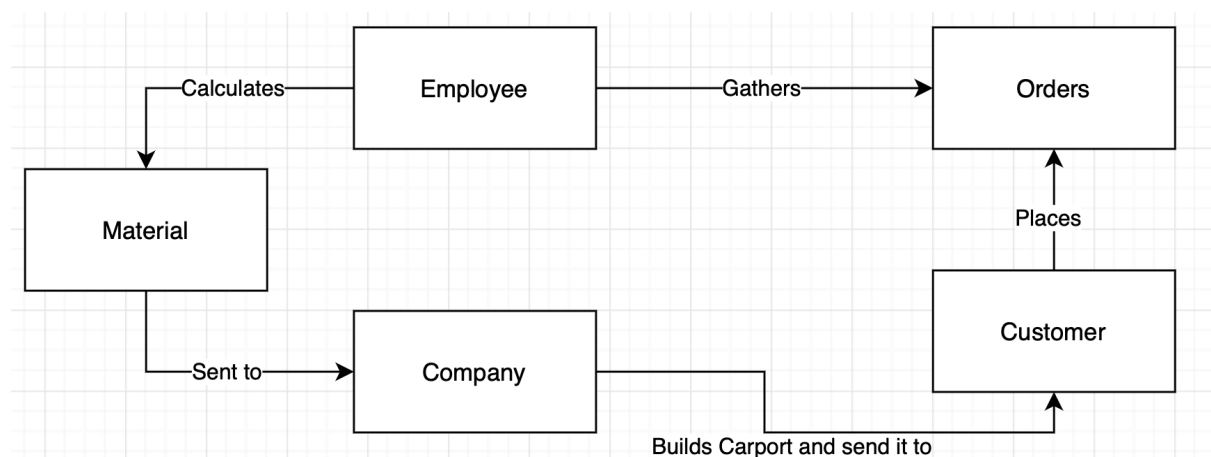 Calculates
Employee
Gathers
Orders
Material
Places
Customer
Sent to
Company
Builds Carport and send it to